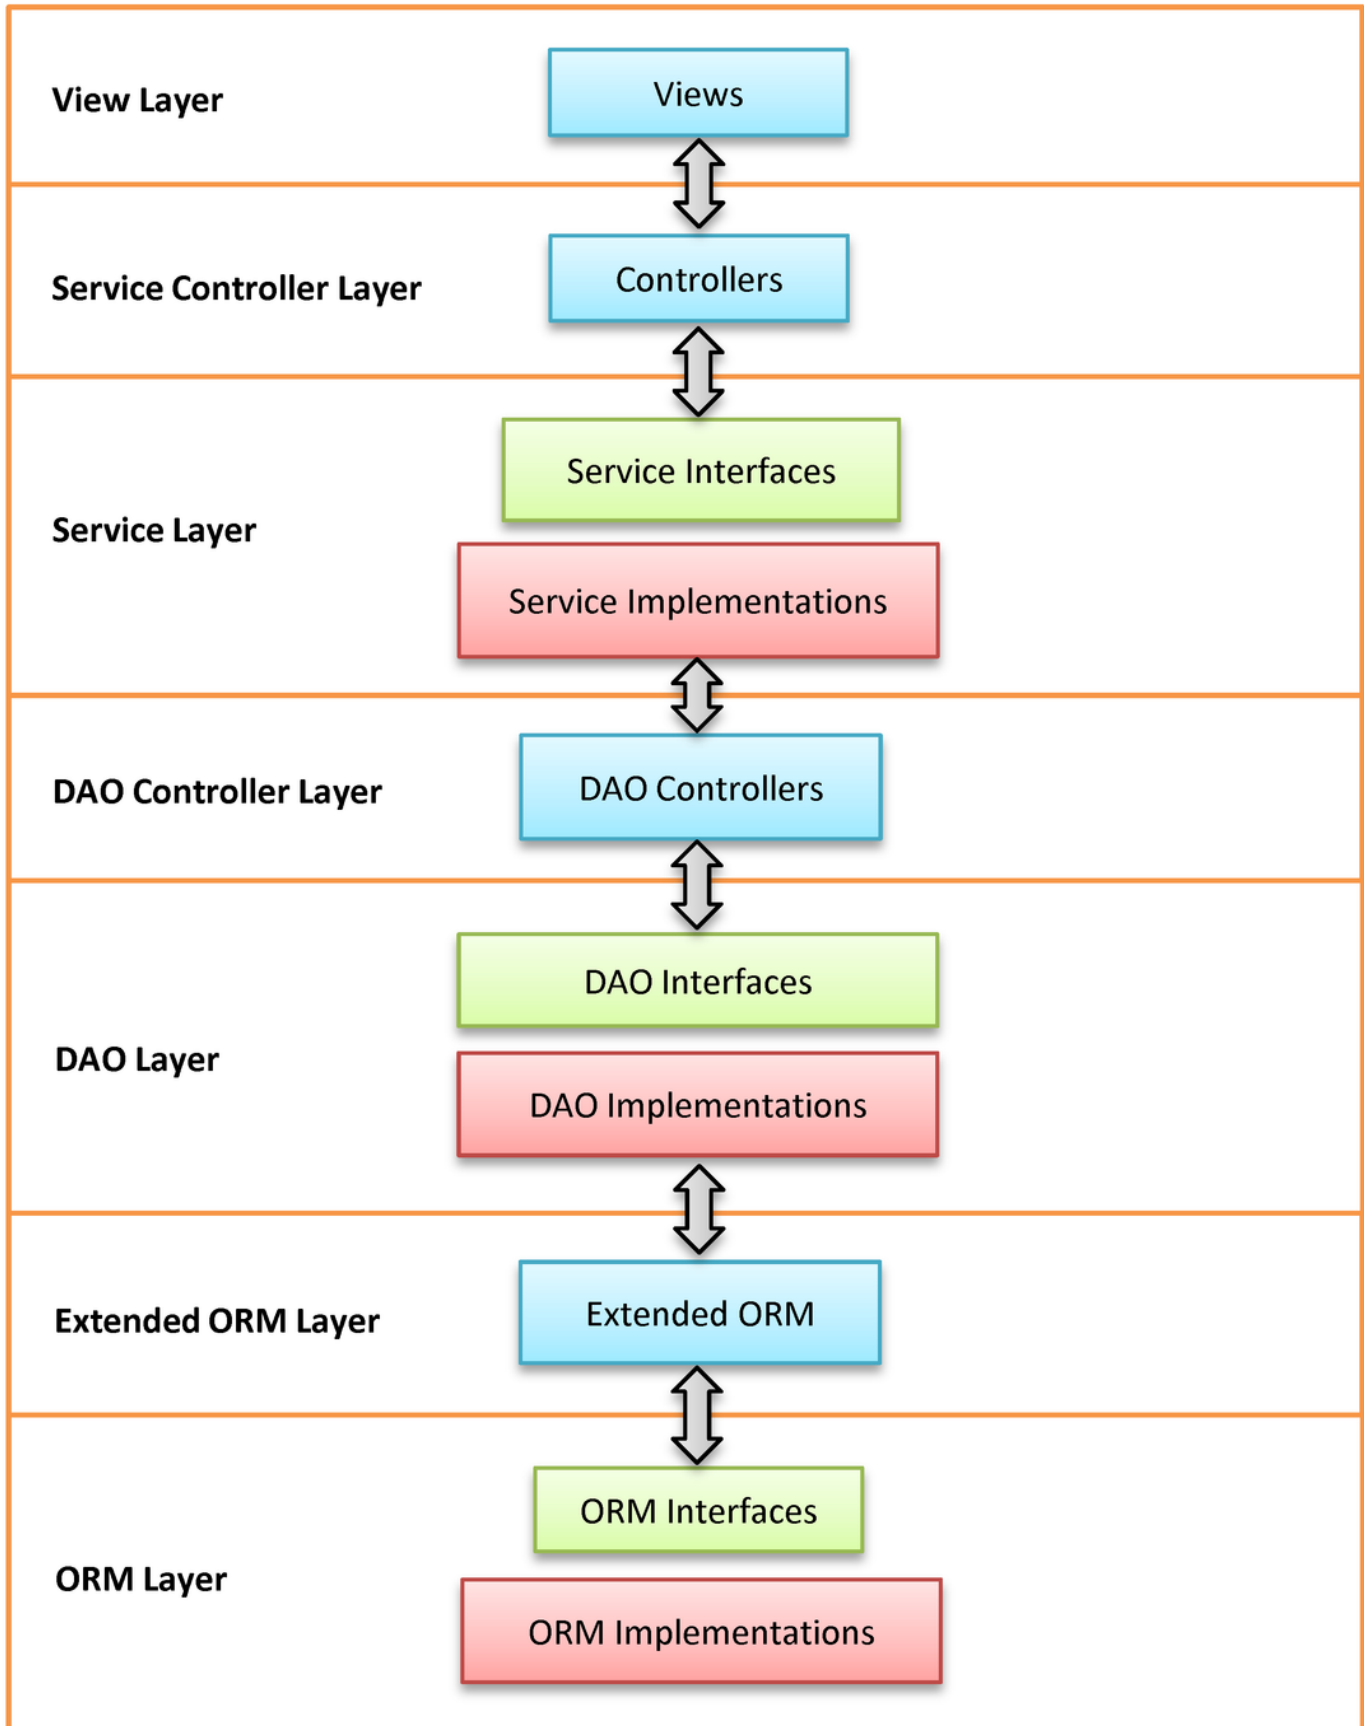 View Layer
Views
Service Controller Layer
Controllers
Service Interfaces
Service Layer
Service Implementations
DAO Controller Layer
DAO Controllers
DAO Interfaces
DAO Layer
DAO Implementations
Extended ORM Layer
Extended ORM
ORM Interfaces
ORM Layer
ORM Implementations